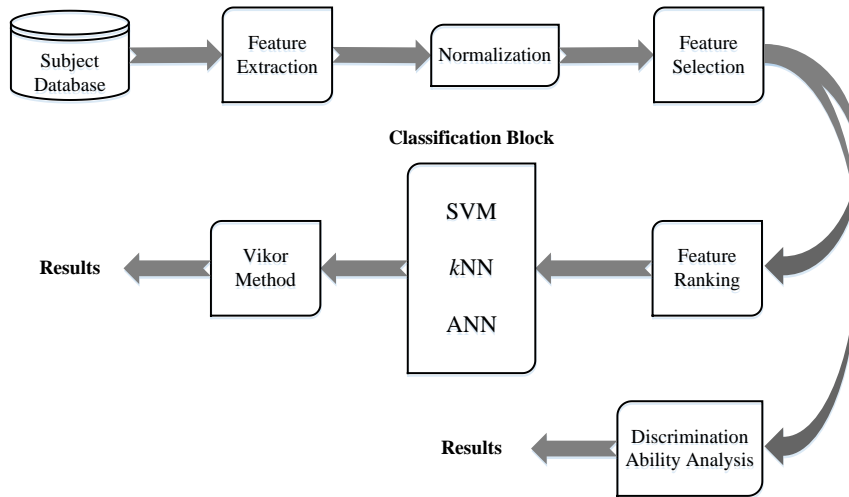 Subject
Database
Feature
Extraction
Normalization
Feature
Selection
Classification Block
Results
Vikor
Method
SVM
kNN
ANN
Feature
Ranking
Results
Discrimination
Ability Analysis